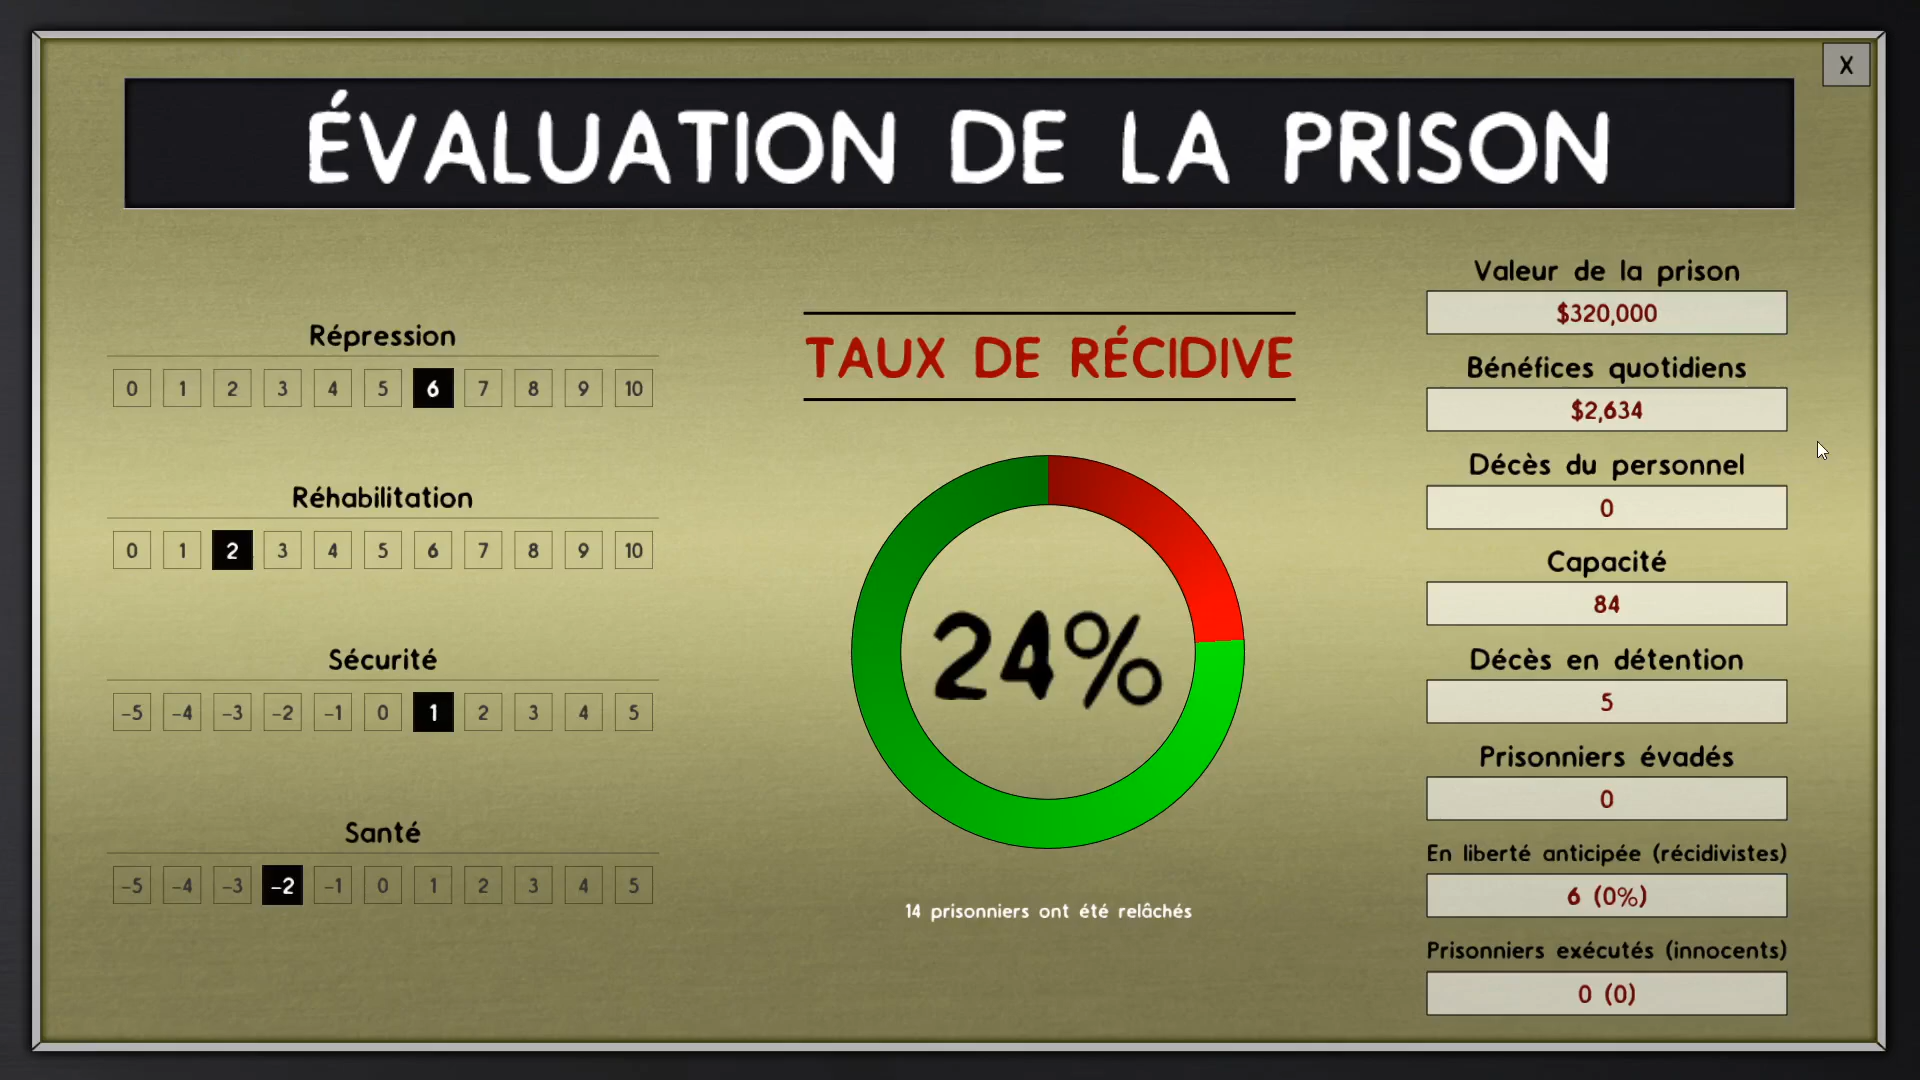 X
ÉVALUATION DE LA PRISON
Répression
0 1 2 3 4 5 6 7 8 9 10
Réhabilitation
0 1 2 3 4 5 6 7 8 9 10
Sécurité
-5 -4 -3 -2 -1 0 1 2 3 4 5
Santé
-5 -4 -3 -2 -1 0 1 2 3 4 5
TAUX DE RÉCIDIVE
24%
14 prisonniers ont été relâchés
Valeur de la prison
$320,000
Bénéfices quotidiens
$2,634
Décès du personnel
0
Capacité
84
Décès en détention
5
Prisonniers évadés
0
En liberté anticipée (récidivistes)
6 (0%)
Prisonniers exécutés (innocents)
0 (0)